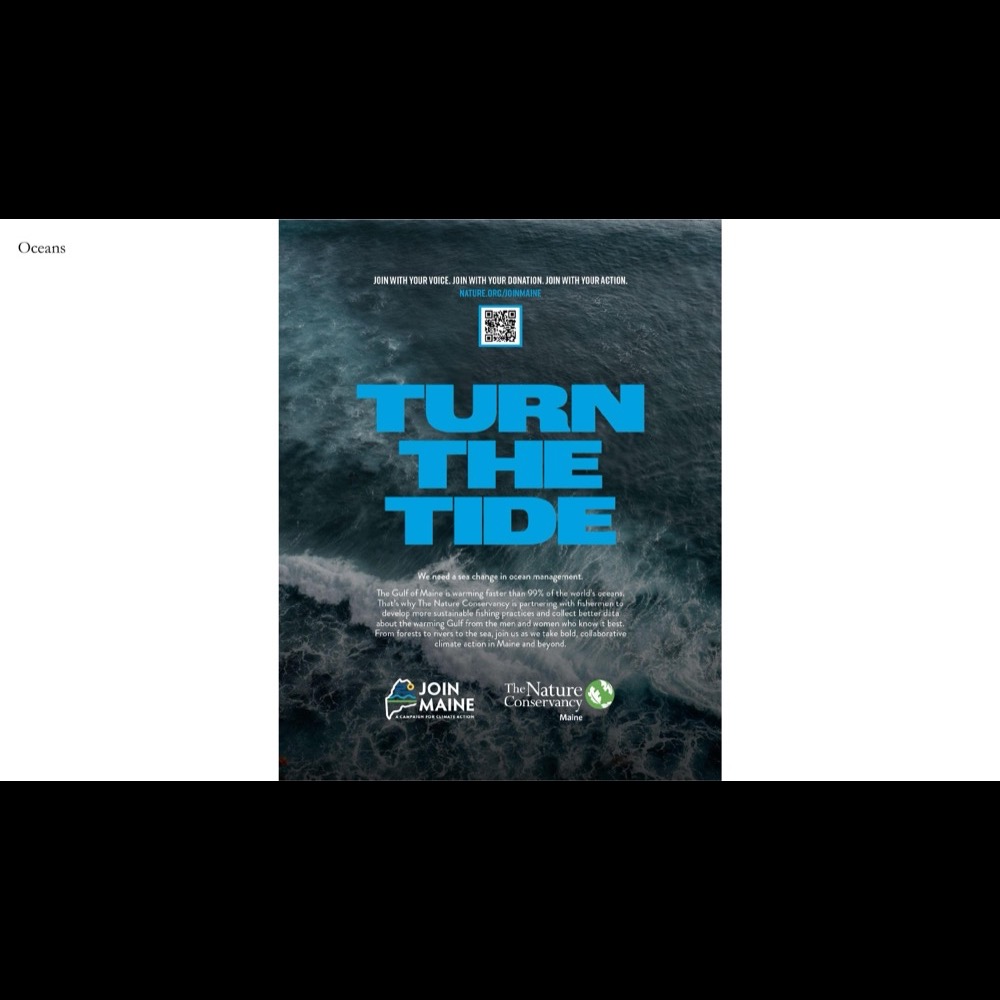 Oceans
JOIN WITH YOUR VOICE. JOIN WITH YOUR DONATION. JOIN WITH YOUR ACTION.
NATURE.ORG/JOINMAINE
TURN
THE
TIDE
We need a sea change in ocean management.
The Gulf of Maine is warming faster than 99% of the world's oceans.
That's why The Nature Conservancy is partnering with fishermen to
develop more sustainable fishing practices and collect better data
about the warming Gulf from the men and women who know it best.
From forests to rivers to the sea, join us as we take bold, collaborative
climate action in Maine and beyond.
JOIN
MAINE
A CAMPAIGN FOR CLIMATE ACTION
The Nature
Conservancy
Maine